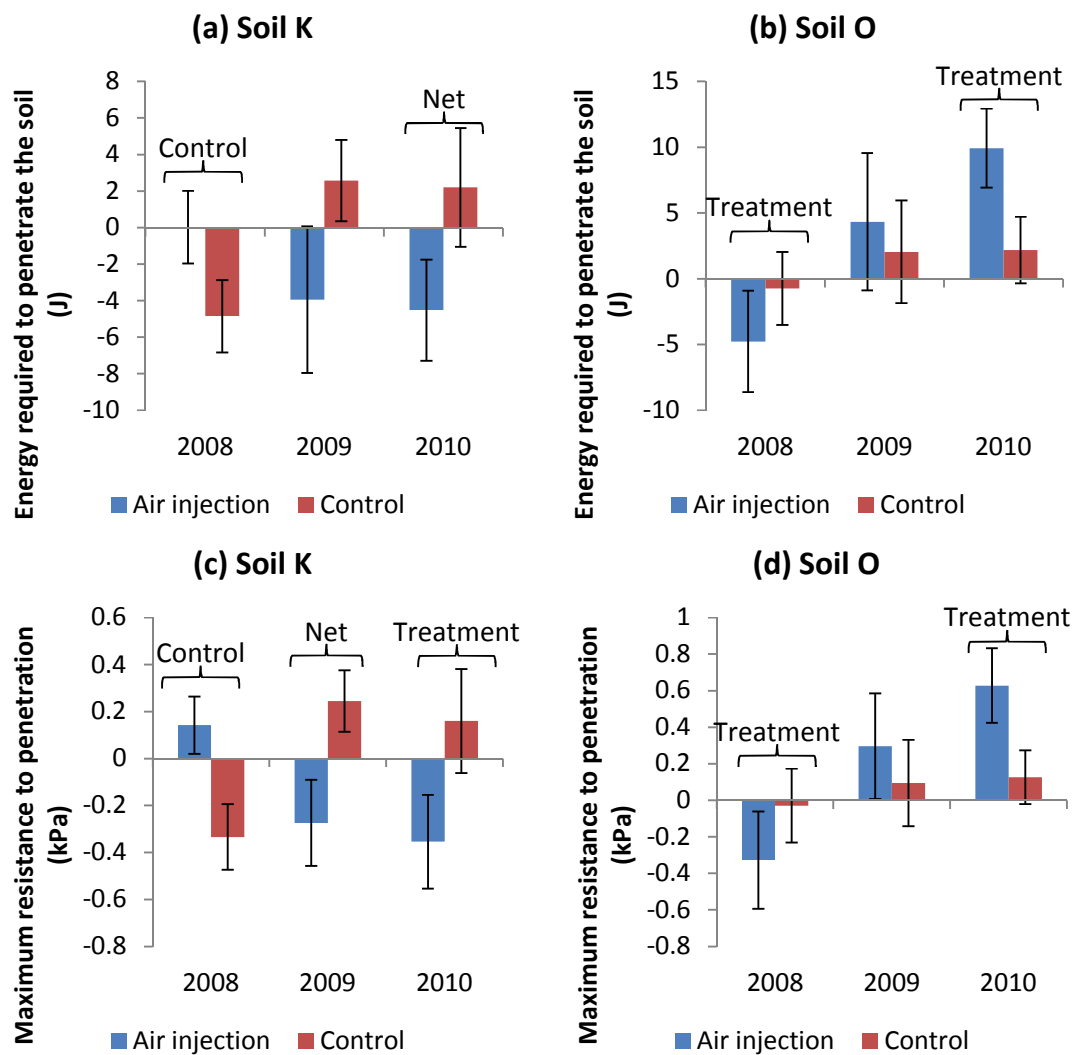 (a) Soil K
Energy required to penetrate the soil
(J)
8
6
4
2
0
-2
-4
-6
-8
-10
Control
Net
2008
2009
2010
Air injection
Control
(b) Soil O
Energy required to penetrate the soil
(J)
15
10
5
0
-5
-10
Treatment
Treatment
2008
2009
2010
Air injection
Control
(c) Soil K
Maximum resistance to penetration
(kPa)
0.6
0.4
0.2
0
-0.2
-0.4
-0.6
-0.8
Control
Net
Treatment
2008
2009
2010
Air injection
Control
(d) Soil O
Maximum resistance to penetration
(kPa)
1
0.8
0.6
0.4
0.2
0
-0.2
-0.4
-0.6
-0.8
Treatment
Treatment
2008
2009
2010
Air injection
Control